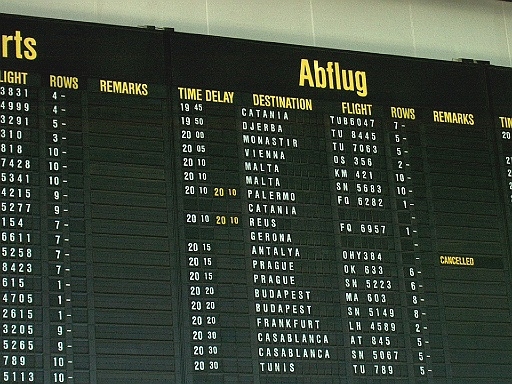 rts
LIGHT ROWS REMARKS
3831 4-
4999 4-
3291 5-
310 3-
818 10-
7428 10-
5341 10-
4215 9-
5277 9-
154 7-
6611 7-
5258 7-
8423 7-
615 1-
4705 1-
2615 1-
3205 9-
5265 9-
789 10-
5113 10-
Abflug
TIME DELAY DESTINATION FLIGHT ROWS REMARKS
19 45 CATANIA TUB6047 7-
19 50 DJERBA TU 8445 5-
20 05 MONASTIR TU 7063 5-
20 05 VIENNA OS 356 2-
20 10 MALTA KM 421 10-
20 10 MALTA SN 5683 10-
20 10 20 10 PALERMO FQ 6282 1-
CATANIA
20 10 20 10 REUS FQ 6957 1-
GERONA
20 15 ANTALYA OHY384 CANCELLED
20 15 PRAGUE OK 633 6-
20 15 PRAGUE SN 5223 6-
20 20 BUDAPEST MA 603 8-
20 20 BUDAPEST SN 5149 8-
20 20 FRANKFURT LH 4589 2-
20 30 CASABLANCA AT 845 5-
20 30 CASABLANCA SN 5067 5-
20 30 TUNIS TU 789 5-